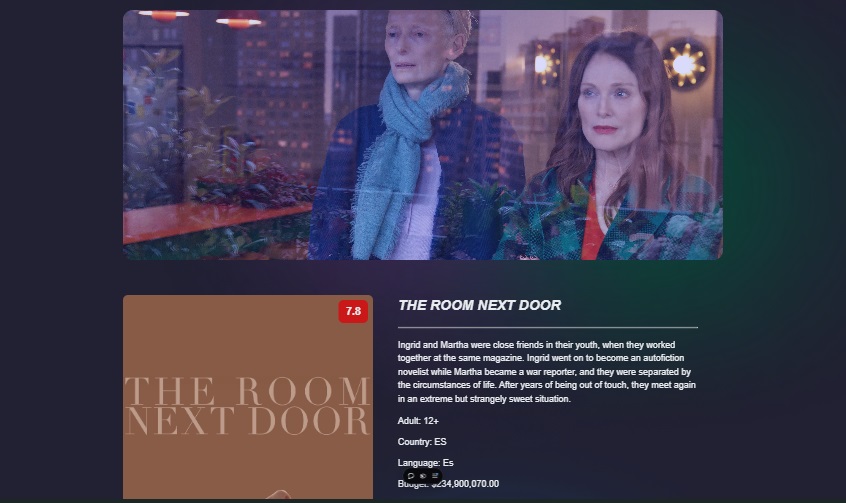 7.8
THE ROOM
NEXT DOOR
THE ROOM NEXT DOOR
Ingrid and Martha were close friends in their youth, when they worked
together at the same magazine. Ingrid went on to become an autofiction
novelist while Martha became a war reporter, and they were separated by
the circumstances of life. After years of being out of touch, they meet again
in an extreme but strangely sweet situation.
Adult: 12+
Country: ES
Language: Es
Budget: $234,900,070.00